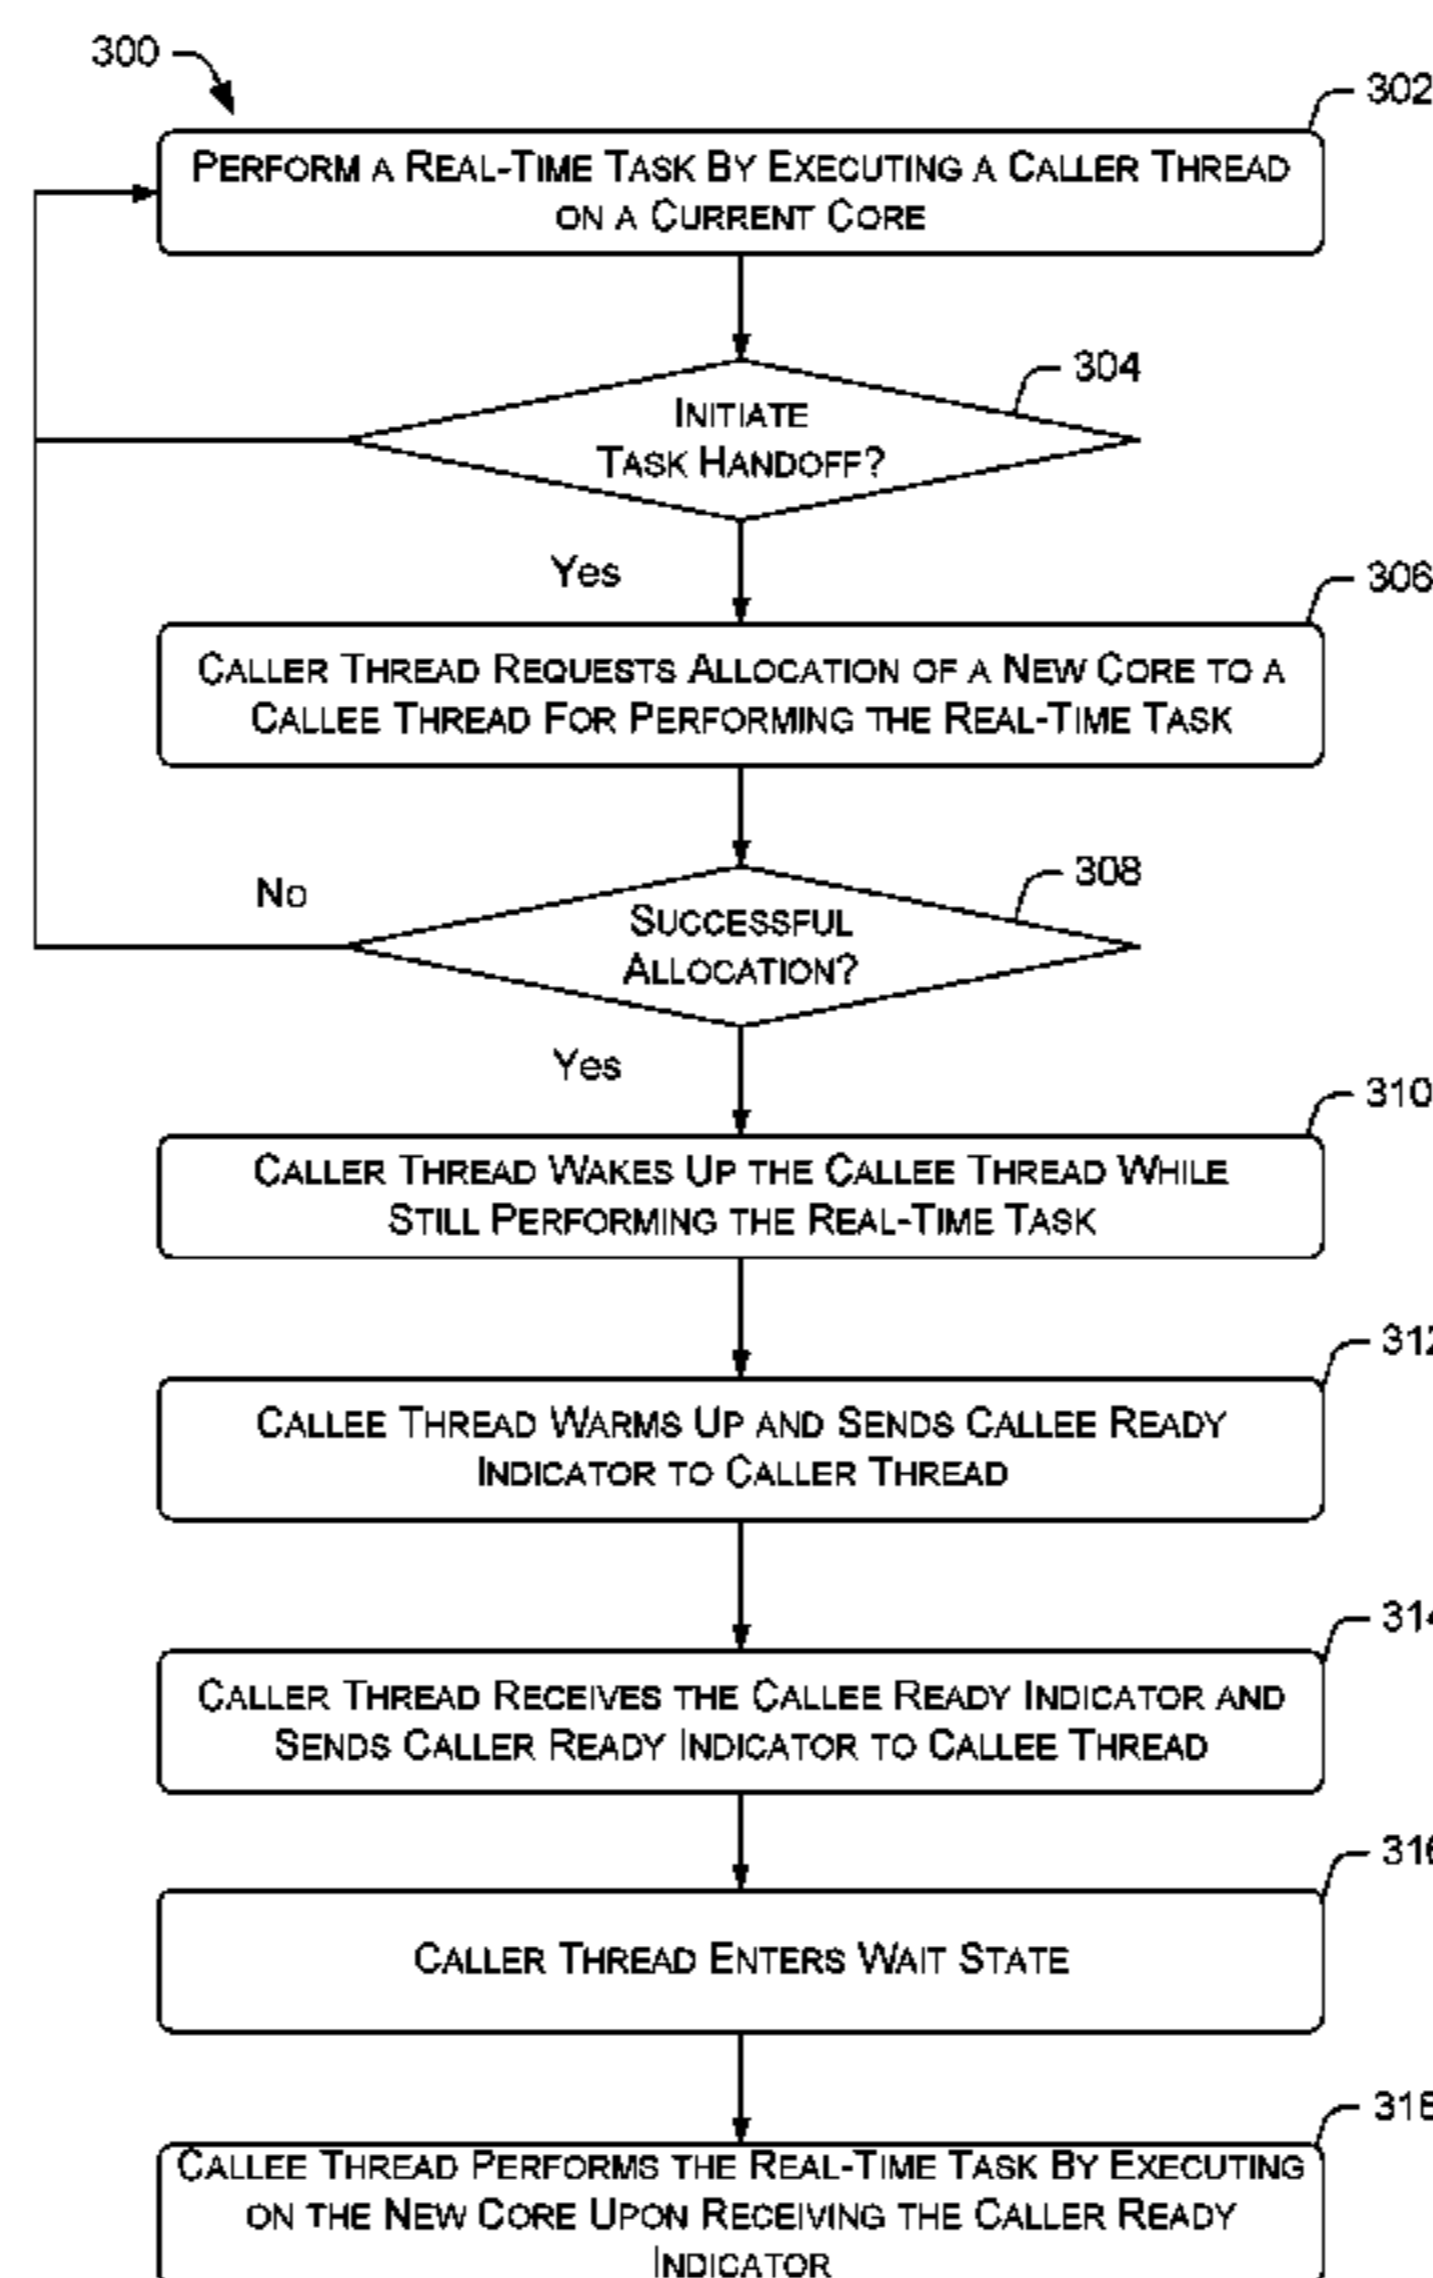 300
302
PERFORM A REAL-TIME TASK BY EXECUTING A CALLER THREAD
ON A CURRENT CORE
304
INITIATE
TASK HANDOFF?
Yes
306
CALLER THREAD REQUESTS ALLOCATION OF A NEW CORE TO A
CALLEE THREAD FOR PERFORMING THE REAL-TIME TASK
308
NO
SUCCESSFUL
ALLOCATION?
Yes
310
CALLER THREAD WAKES UP THE CALLEE THREAD WHILE
STILL PERFORMING THE REAL-TIME TASK
312
CALLEE THREAD WARMS UP AND SENDS CALLEE READY
INDICATOR TO CALLER THREAD
314
CALLER THREAD RECEIVES THE CALLEE READY INDICATOR AND
SENDS CALLER READY INDICATOR TO CALLEE THREAD
316
CALLER THREAD ENTERS WAIT STATE
318
CALLEE THREAD PERFORMS THE REAL-TIME TASK BY EXECUTING
ON THE NEW CORE UPON RECEIVING THE CALLER READY
INDICATOR